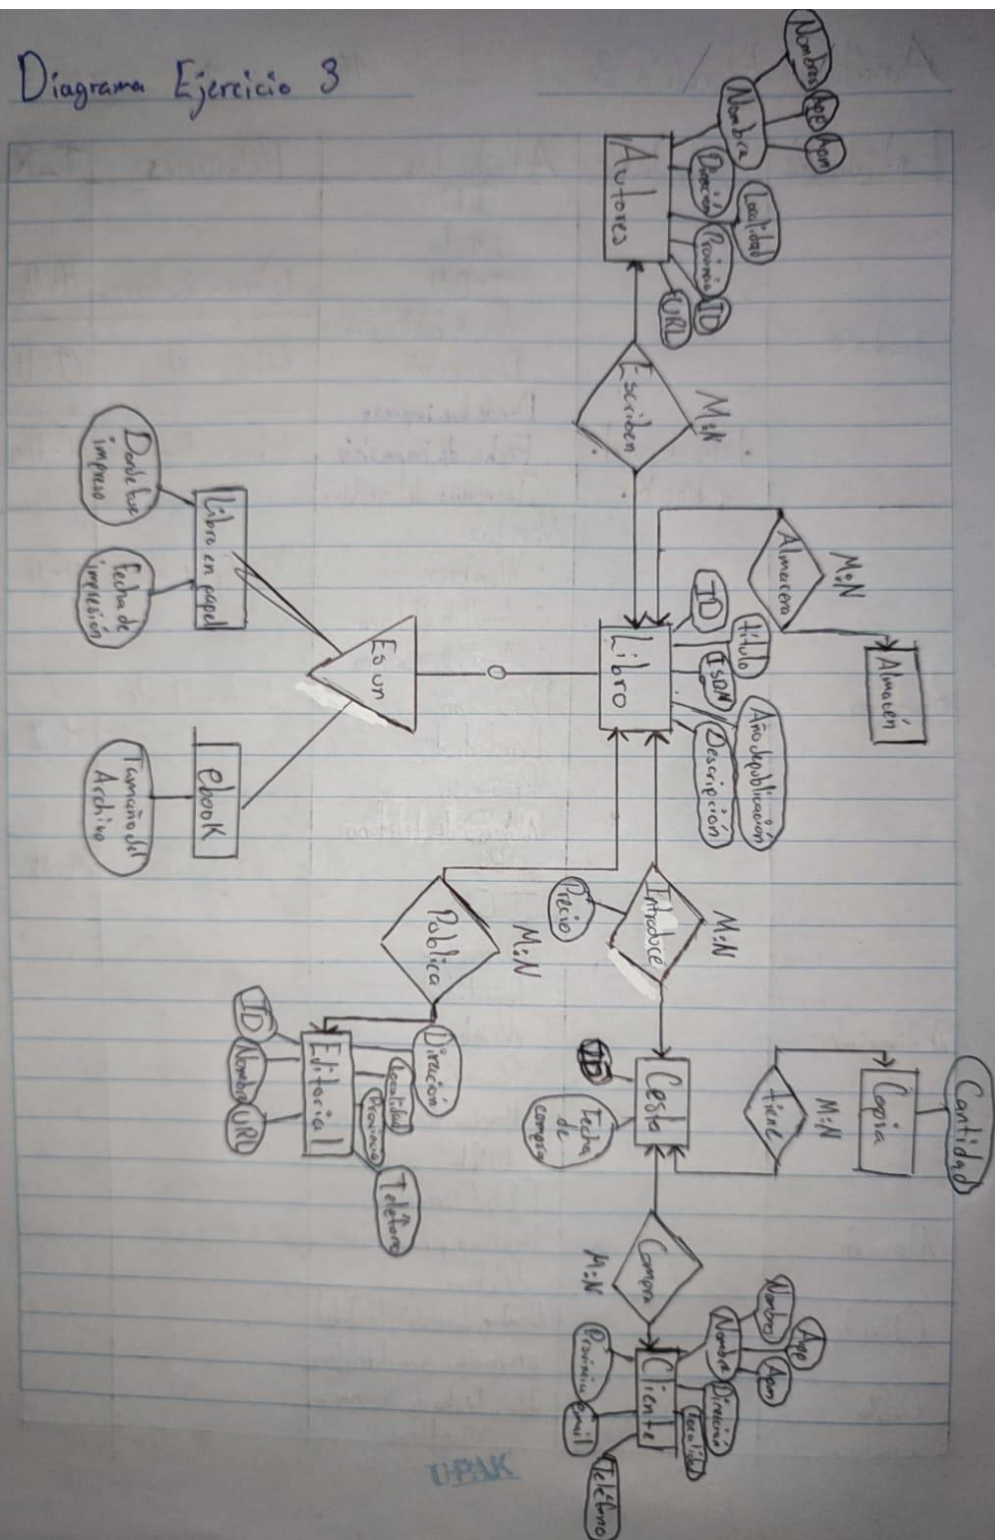 Diagrama Ejercicio 3
Nombres
Ape
Apm
Nombre
Dirección
Localidad
Provincia
ID
URL
Autores
Escriben
M:N
Almacén
Almacena
M:N
ID
título
ISBN
Año de publicación
Descripción
Libro
Es un
Libro en papel
Donde fue
impreso
Fecha de
impresión
ebook
Tamaño del
Archivo
Introduce
M:N
Precio
Publica
M:N
Editorial
Dirección
Localidad
Provincia
Teléfono
ID
Nombre
URL
Cesta
ID
Fecha
de
compra
tiene
M:N
Copia
Cantidad
Compra
M:N
Cliente
Nombres
Ape
Apm
Nombre
Dirección
Localidad
Provincia
email
Teléfono